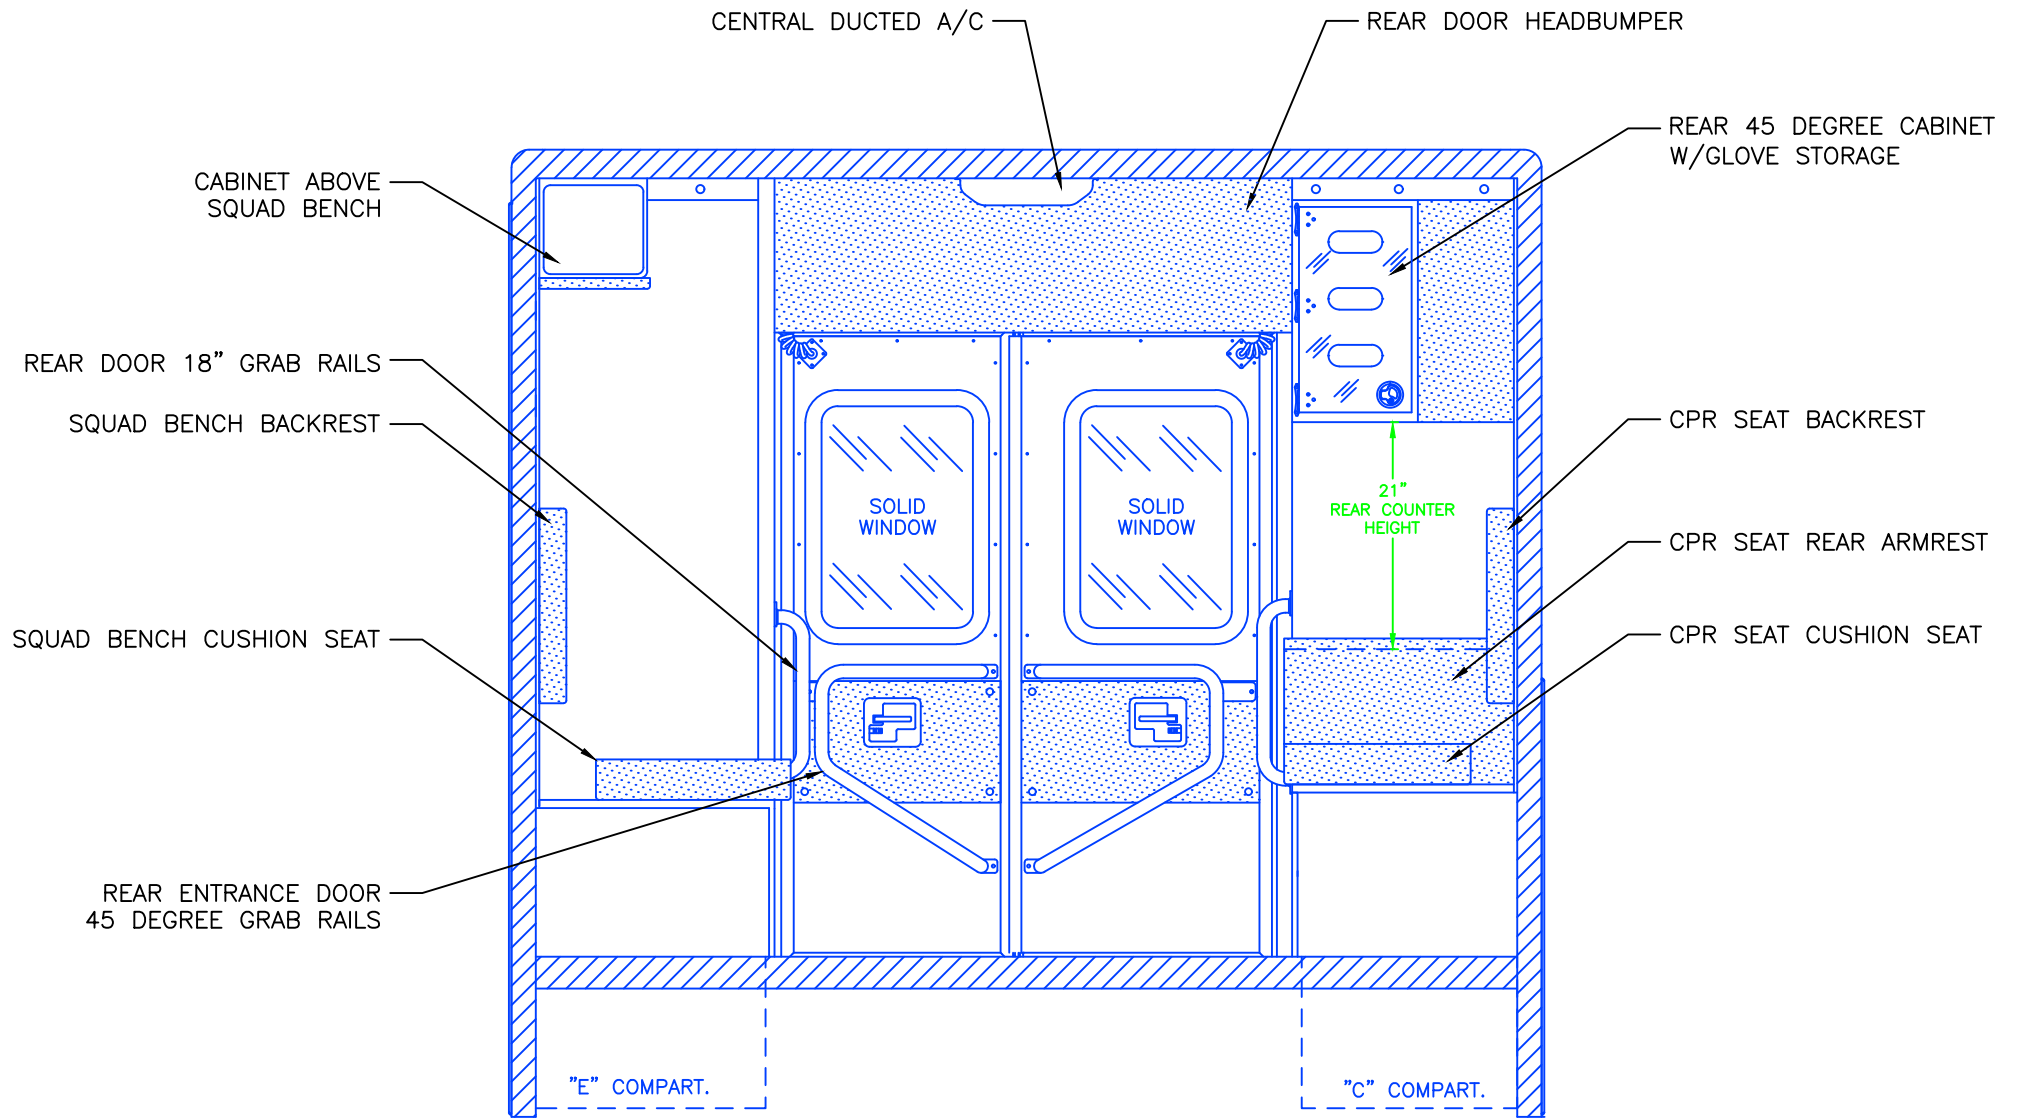 CENTRAL DUCTED A/C
REAR DOOR HEADBUMPER
REAR 45 DEGREE CABINET
W/GLOVE STORAGE
CABINET ABOVE
SQUAD BENCH
REAR DOOR 18" GRAB RAILS
SQUAD BENCH BACKREST
CPR SEAT BACKREST
SOLID
WINDOW
SOLID
WINDOW
21"
REAR COUNTER
HEIGHT
CPR SEAT REAR ARMREST
SQUAD BENCH CUSHION SEAT
CPR SEAT CUSHION SEAT
REAR ENTRANCE DOOR
45 DEGREE GRAB RAILS
"E" COMPART.
"C" COMPART.